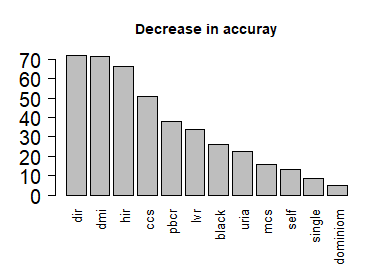 Decrease in accuray
70
60
50
40
30
20
10
0
dir
dmi
hir
ccs
pbcr
lvr
black
uria
mcs
self
single
dominiom